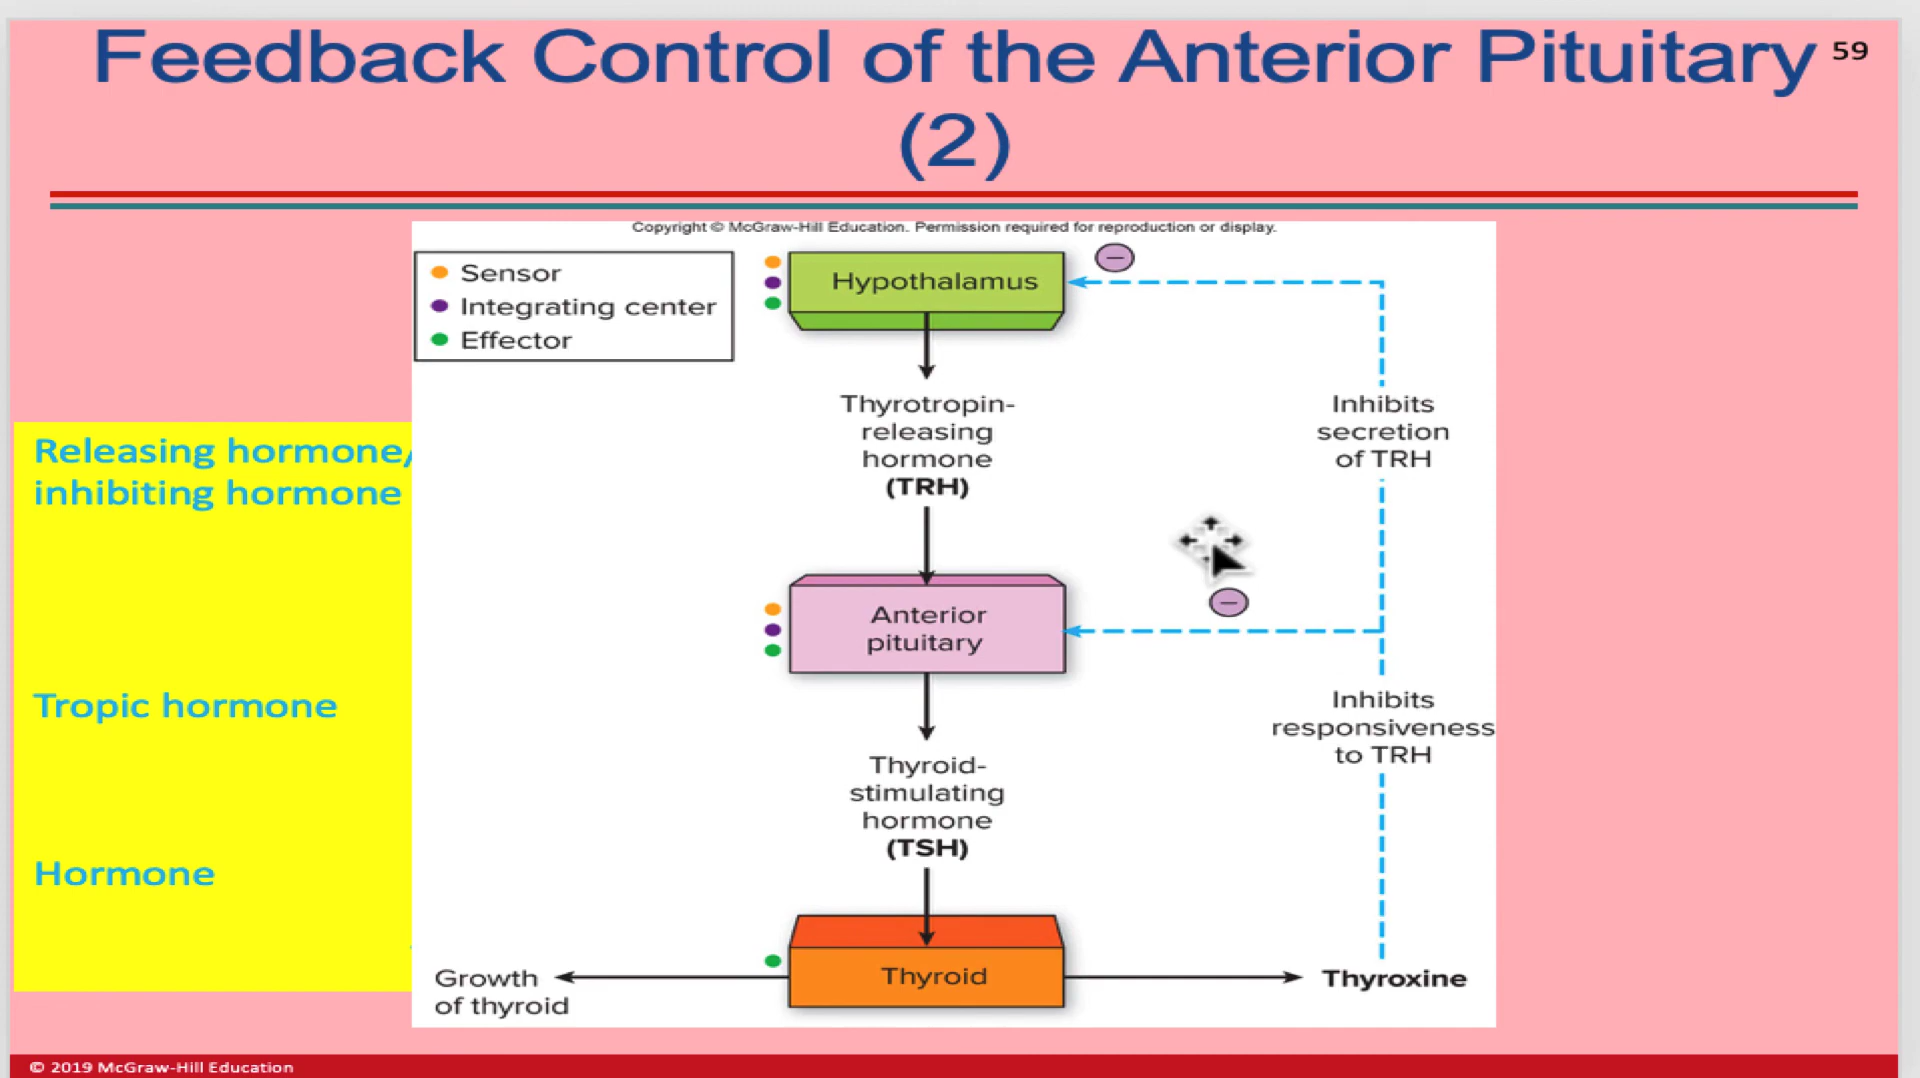 Feedback Control of the Anterior Pituitary
(2)
59
Copyright © McGraw-Hill Education. Permission required for reproduction or display.
Sensor
Integrating center
Effector
Hypothalamus
−
Thyrotropin-
releasing
hormone
(TRH)
Inhibits
secretion
of TRH
Releasing hormone/
inhibiting hormone
Anterior
pituitary
−
Tropic hormone
Inhibits
responsiveness
to TRH
Thyroid-
stimulating
hormone
(TSH)
Hormone
Growth
of thyroid
Thyroid
Thyroxine
© 2019 McGraw-Hill Education